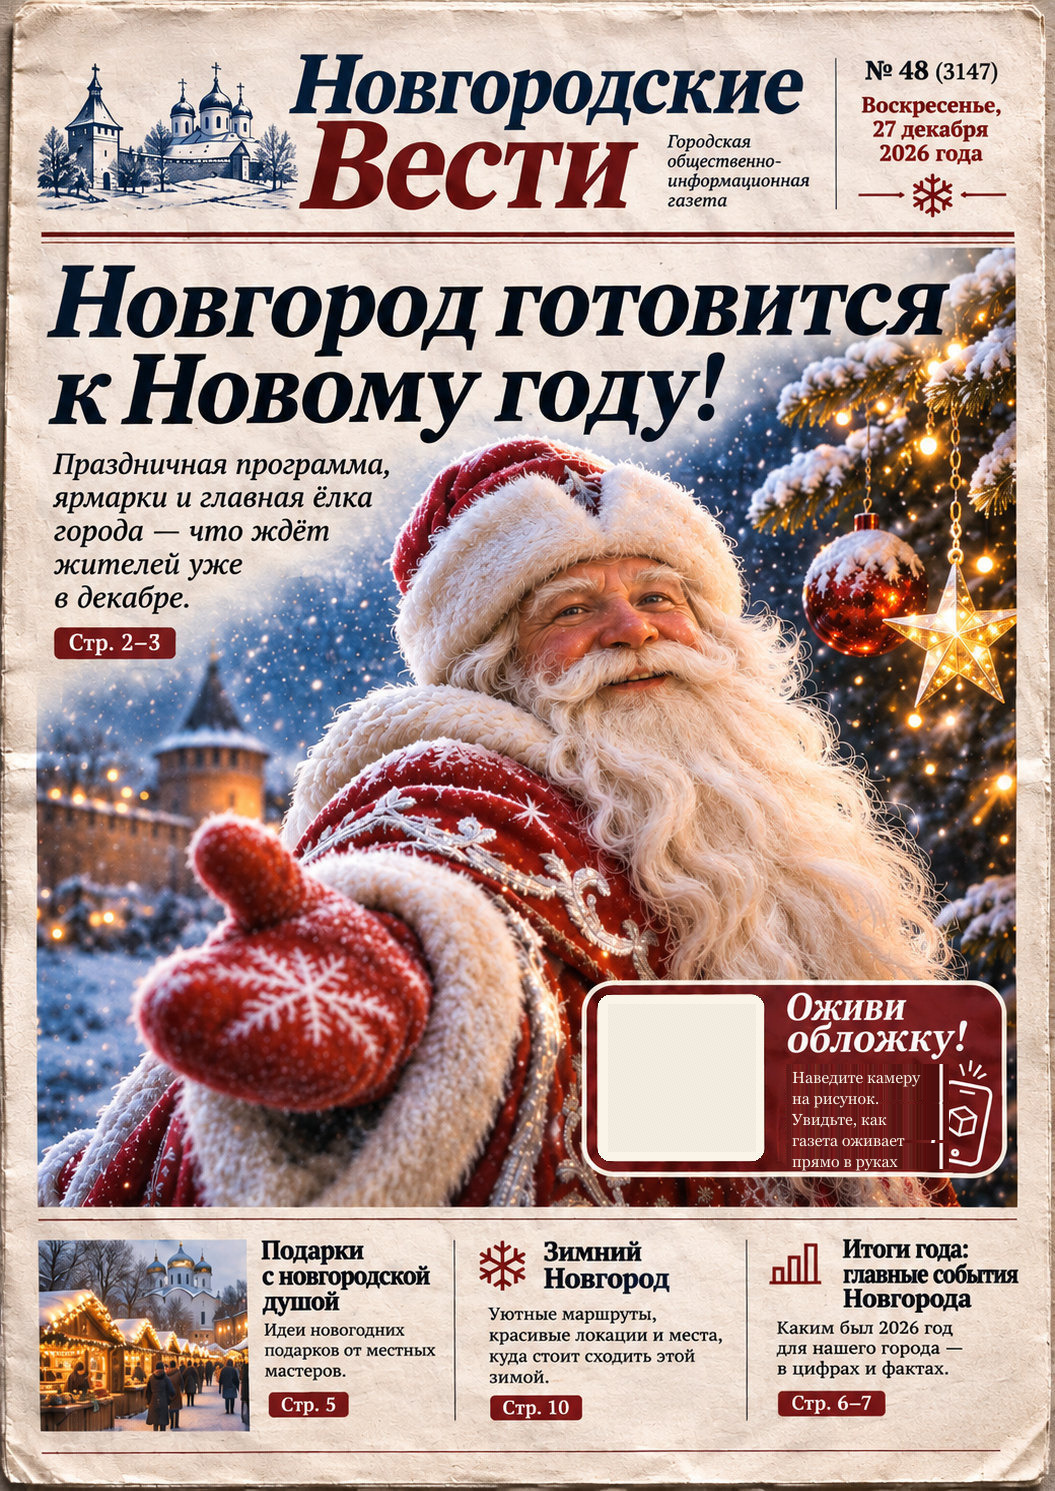 Новгородские
Вести
Городская
общественно-
информационная
газета
№ 48 (3147)
Воскресенье,
27 декабря
2026 года
Новгород готовится
к Новому году!
Праздничная программа,
ярмарки и главная ёлка
города — что ждёт
жителей уже
в декабре.
Стр. 2–3
Оживи
обложку!
Наведите камеру
на рисунок.
Увидьте, как
газета оживает
прямо в руках
Подарки
с новгородской
душой
Идеи новогодних
подарков от местных
мастеров.
Стр. 5
Зимний
Новгород
Уютные маршруты,
красивые локации и места,
куда стоит сходить этой
зимой.
Стр. 10
Итоги года:
главные события
Новгорода
Каким был 2026 год
для нашего города —
в цифрах и фактах.
Стр. 6–7